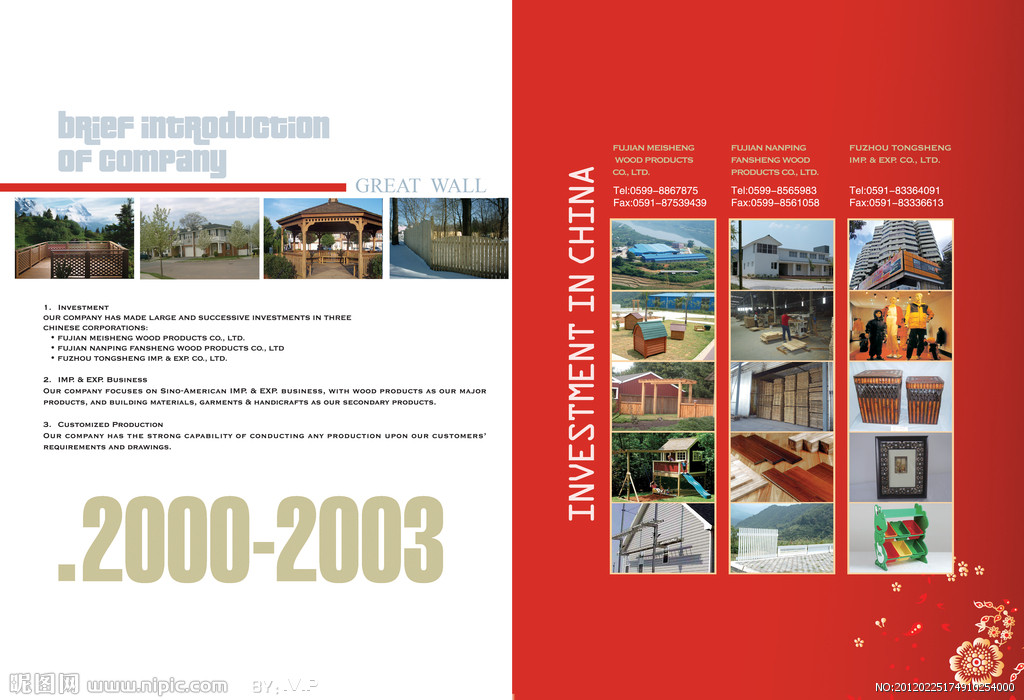 BRIEF INTRODUCTION
OF COMPANY
GREAT WALL
1. INVESTMENT
OUR COMPANY HAS MADE LARGE AND SUCCESSIVE INVESTMENTS IN THREE
CHINESE CORPORATIONS:
• FUJIAN MEISHENG WOOD PRODUCTS CO., LTD.
• FUJIAN NANPING FANSHENG WOOD PRODUCTS CO., LTD
• FUZHOU TONGSHENG IMP. & EXP. CO., LTD.
2. IMP. & EXP. BUSINESS
OUR COMPANY FOCUSES ON SINO-AMERICAN IMP. & EXP. BUSINESS, WITH WOOD PRODUCTS AS OUR MAJOR
PRODUCTS, AND BUILDING MATERIALS, GARMENTS & HANDICRAFTS AS OUR SECONDARY PRODUCTS.
3. CUSTOMIZED PRODUCTION
OUR COMPANY HAS THE STRONG CAPABILITY OF CONDUCTING ANY PRODUCTION UPON OUR CUSTOMERS'
REQUIREMENTS AND DRAWINGS.
.2000-2003
INVESTMENT IN CHINA
FUJIAN MEISHENG
WOOD PRODUCTS
CO., LTD.
Tel:0599-8867875
Fax:0591-87539439
FUJIAN NANPING
FANSHENG WOOD
PRODUCTS CO., LTD.
Tel:0599-8565983
Fax:0599-8561058
FUZHOU TONGSHENG
IMP. & EXP. CO., LTD.
Tel:0591-83364091
Fax:0591-83336613
昵图网 www.nipic.com BY: .V.P
NO:20120225174910254000